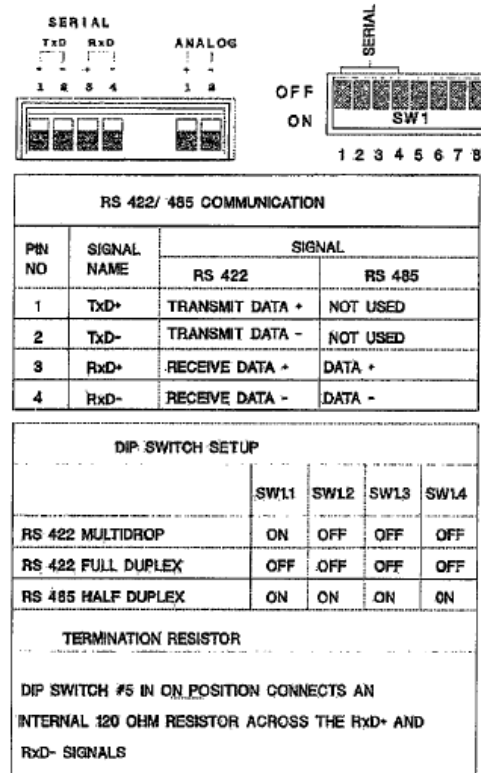 SERIAL
TxD RxD ANALOG
+ - + - + -
1 2 3 4 1 2
SERIAL
OFF
ON
SW1
1 2 3 4 5 6 7 8
RS 422/ 485 COMMUNICATION
PIN NO SIGNAL NAME SIGNAL
RS 422 RS 485
1 TxD+ TRANSMIT DATA + NOT USED
2 TxD- TRANSMIT DATA - NOT USED
3 RxD+ RECEIVE DATA + DATA +
4 RxD- RECEIVE DATA - DATA -
DIP SWITCH SETUP
SW1.1 SW1.2 SW1.3 SW1.4
RS 422 MULTIDROP ON OFF OFF OFF
RS 422 FULL DUPLEX OFF OFF OFF OFF
RS 485 HALF DUPLEX ON ON ON ON
TERMINATION RESISTOR
DIP SWITCH #5 IN ON POSITION CONNECTS AN
INTERNAL 120 OHM RESISTOR ACROSS THE RxD+ AND
RxD- SIGNALS